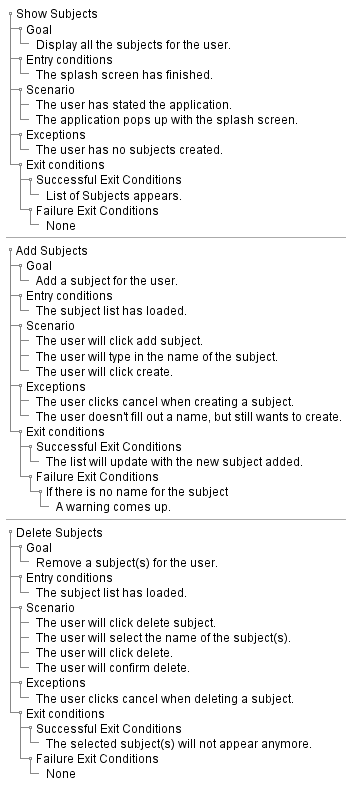 Show Subjects
Goal
Display all the subjects for the user.
Entry conditions
The splash screen has finished.
Scenario
The user has stated the application.
The application pops up with the splash screen.
Exceptions
The user has no subjects created.
Exit conditions
Successful Exit Conditions
List of Subjects appears.
Failure Exit Conditions
None
Add Subjects
Goal
Add a subject for the user.
Entry conditions
The subject list has loaded.
Scenario
The user will click add subject.
The user will type in the name of the subject.
The user will click create.
Exceptions
The user clicks cancel when creating a subject.
The user doesn't fill out a name, but still wants to create.
Exit conditions
Successful Exit Conditions
The list will update with the new subject added.
Failure Exit Conditions
If there is no name for the subject
A warning comes up.
Delete Subjects
Goal
Remove a subject(s) for the user.
Entry conditions
The subject list has loaded.
Scenario
The user will click delete subject.
The user will select the name of the subject(s).
The user will click delete.
The user will confirm delete.
Exceptions
The user clicks cancel when deleting a subject.
Exit conditions
Successful Exit Conditions
The selected subject(s) will not appear anymore.
Failure Exit Conditions
None